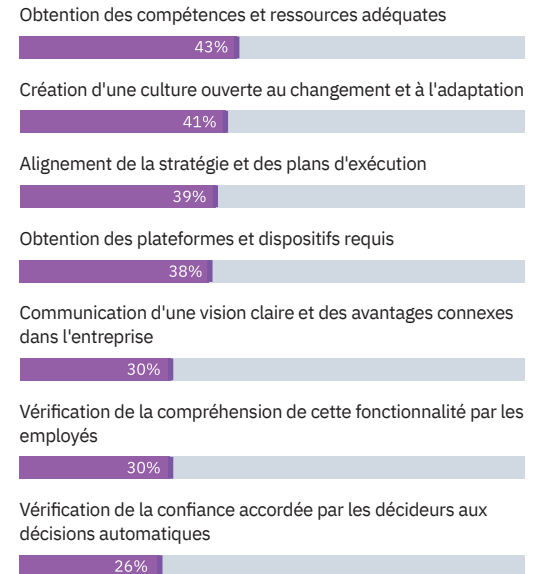 Obtention des compétences et ressources adéquates
43%
Création d'une culture ouverte au changement et à l'adaptation
41%
Alignement de la stratégie et des plans d'exécution
39%
Obtention des plateformes et dispositifs requis
38%
Communication d'une vision claire et des avantages connexes
dans l'entreprise
30%
Vérification de la compréhension de cette fonctionnalité par les
employés
30%
Vérification de la confiance accordée par les décideurs aux
décisions automatiques
26%